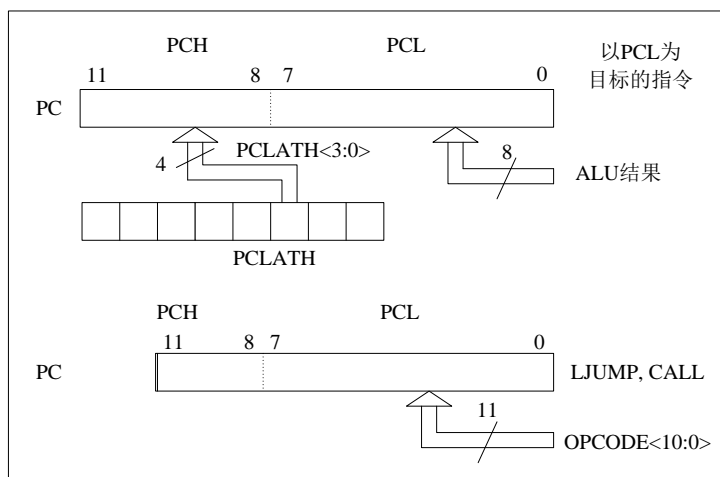 PCH PCL
11 8 7 0
以PCL为
目标的指令
PC
4 PCLATH<3:0> 8
ALU结果
PCLATH
PCH PCL
11 8 7 0
PC LJUMP, CALL
11
OPCODE<10:0>